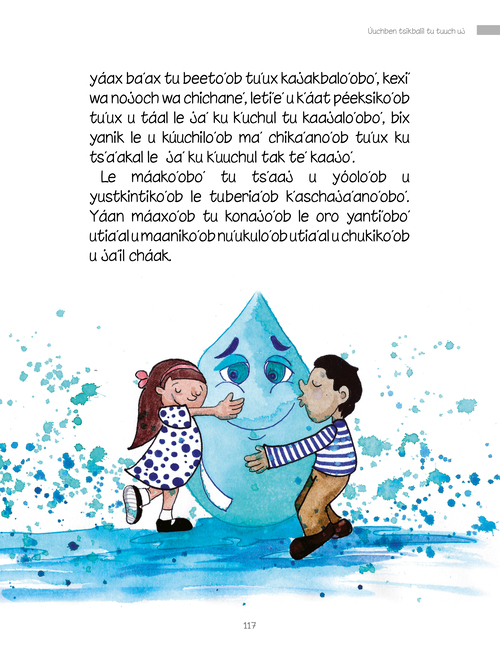 Úuchben tsikbalil tu tuuch uj
yáax ba'ax tu beeto'ob tu'ux kajakbalo'obo', kexi'
wa nojoch wa chichane', leti'e' u k'áat péeksiko'ob
tu'ux u táal le ja' ku k'uchul tu kaajalo'obo', bix
yanik le u kúuchilo'ob ma' chika'ano'ob tu'ux ku
ts'a'akal le ja' ku k'uuchul tak te' kaajo'.
Le máako'obo' tu ts'aaj u yóolo'ob u
yustkintiko'ob le tuberia'ob k'aschaja'ano'obo'.
Yáan máaxo'ob tu konajo'ob le oro yanti'obo'
utia'al u maaniko'ob nu'ukulo'ob utia'al u chukiko'ob
u ja'il cháak.
117